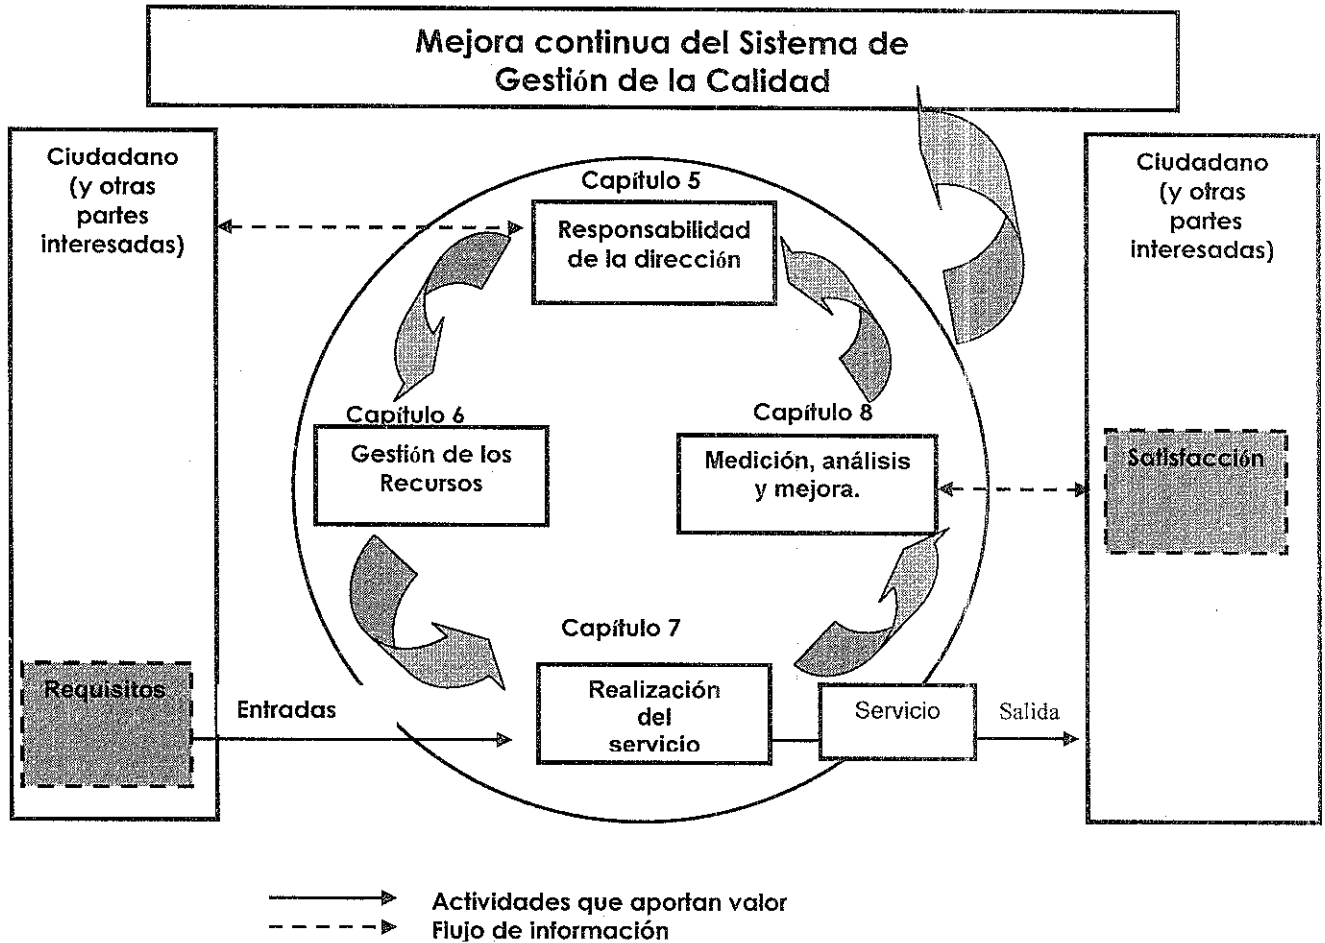 Mejora continua del Sistema de
Gestión de la Calidad
Ciudadano
(y otras
partes
interesadas)
Capítulo 5
Responsabilidad
de la dirección
Ciudadano
(y otras
partes
interesadas)
Capítulo 6
Gestión de los
Recursos
Capítulo 8
Medición, análisis
y mejora.
Satisfacción
Capítulo 7
Realización
del
servicio
Requisitos
Entradas
Servicio
Salida
Actividades que aportan valor
Flujo de información